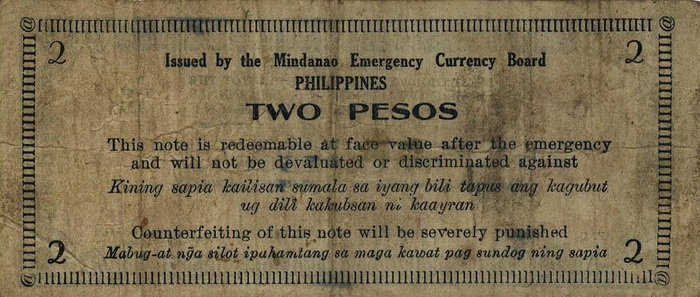 2 2
Issued by the Mindanao Emergency Currency Board
PHILIPPINES
TWO PESOS
This note is redeemable at face value after the emergency
and will not be devaluated or discriminated against
Kining sapia kailisan sumala sa iyang bili tapus ang kagubut
ug dili kakubsan ni kaayran
Counterfeiting of this note will be severely punished
Mabug-at nga silot ipahamtang sa maga kawat pag sundog ning sapia
2 2